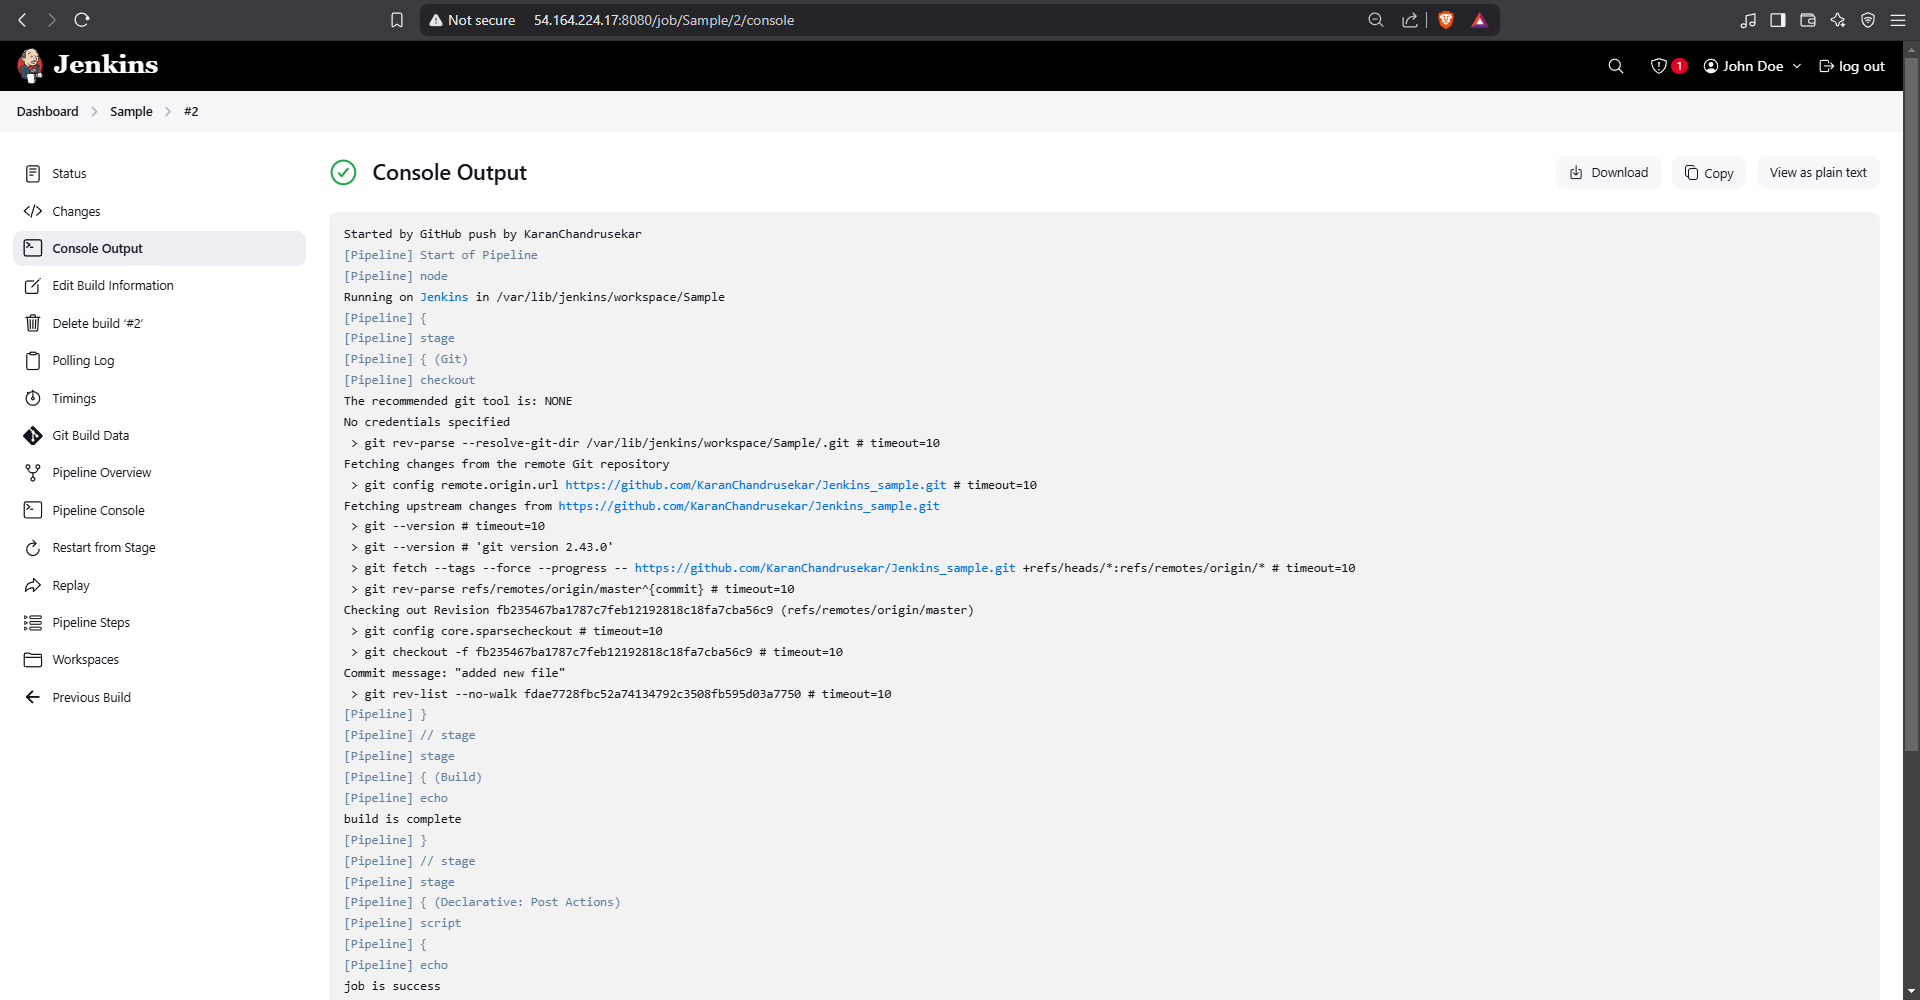 Not secure 54.164.224.17:8080/job/Sample/2/console
Jenkins
1 John Doe log out
Dashboard Sample #2
Status
Changes
Console Output
Edit Build Information
Delete build ‘#2’
Polling Log
Timings
Git Build Data
Pipeline Overview
Pipeline Console
Restart from Stage
Replay
Pipeline Steps
Workspaces
Previous Build
Console Output
Download Copy View as plain text
Started by GitHub push by KaranChandrusekar
[Pipeline] Start of Pipeline
[Pipeline] node
Running on Jenkins in /var/lib/jenkins/workspace/Sample
[Pipeline] {
[Pipeline] stage
[Pipeline] { (Git)
[Pipeline] checkout
The recommended git tool is: NONE
No credentials specified
> git rev-parse --resolve-git-dir /var/lib/jenkins/workspace/Sample/.git # timeout=10
Fetching changes from the remote Git repository
> git config remote.origin.url https://github.com/KaranChandrusekar/Jenkins_sample.git # timeout=10
Fetching upstream changes from https://github.com/KaranChandrusekar/Jenkins_sample.git
> git --version # timeout=10
> git --version # 'git version 2.43.0'
> git fetch --tags --force --progress -- https://github.com/KaranChandrusekar/Jenkins_sample.git +refs/heads/*:refs/remotes/origin/* # timeout=10
> git rev-parse refs/remotes/origin/master^{commit} # timeout=10
Checking out Revision fb235467ba1787c7feb12192818c18fa7cba56c9 (refs/remotes/origin/master)
> git config core.sparsecheckout # timeout=10
> git checkout -f fb235467ba1787c7feb12192818c18fa7cba56c9 # timeout=10
Commit message: "added new file"
> git rev-list --no-walk fdae7728fbc52a74134792c3508fb595d03a7750 # timeout=10
[Pipeline] }
[Pipeline] // stage
[Pipeline] stage
[Pipeline] { (Build)
[Pipeline] echo
build is complete
[Pipeline] }
[Pipeline] // stage
[Pipeline] stage
[Pipeline] { (Declarative: Post Actions)
[Pipeline] script
[Pipeline] {
[Pipeline] echo
job is success